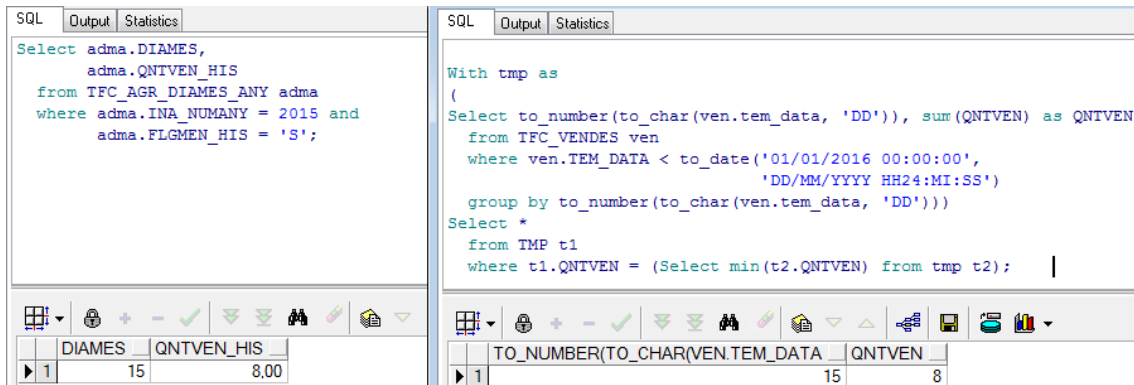 SQL Output Statistics
Select adma.DIAMES,
adma.QNTVEN_HIS
from TFC_AGR_DIAMES_ANY adma
where adma.INA_NUMANY = 2015 and
adma.FLGMEN_HIS = 'S';
DIAMES QNTVEN_HIS
1 15 8,00
SQL Output Statistics
With tmp as
(
Select to_number(to_char(ven.tem_data, 'DD')), sum(QNTVEN) as QNTVEN
from TFC_VENDES ven
where ven.TEM_DATA < to_date('01/01/2016 00:00:00',
'DD/MM/YYYY HH24:MI:SS')
group by to_number(to_char(ven.tem_data, 'DD')))
Select *
from TMP t1
where t1.QNTVEN = (Select min(t2.QNTVEN) from tmp t2);
TO_NUMBER(TO_CHAR(VEN.TEM_DATA QNTVEN
1 15 8